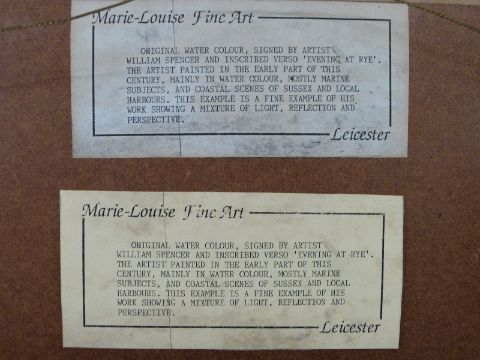 Marie-Louise Fine Art
ORIGINAL WATER COLOUR, SIGNED BY ARTIST
WILLIAM SPENCER AND INSCRIBED VERSO 'EVENING AT RYE'.
THE ARTIST PAINTED IN THE EARLY PART OF THIS
CENTURY, MAINLY IN WATER COLOUR, MOSTLY MARINE
SUBJECTS, AND COASTAL SCENES OF SUSSEX AND LOCAL
HARBOURS. THIS EXAMPLE IS A FINE EXAMPLE OF HIS
WORK SHOWING A MIXTURE OF LIGHT, REFLECTION AND
PERSPECTIVE.
Leicester
Marie-Louise Fine Art
ORIGINAL WATER COLOUR, SIGNED BY ARTIST
WILLIAM SPENCER AND INSCRIBED VERSO 'EVENING AT RYE'.
THE ARTIST PAINTED IN THE EARLY PART OF THIS
CENTURY, MAINLY IN WATER COLOUR, MOSTLY MARINE
SUBJECTS, AND COASTAL SCENES OF SUSSEX AND LOCAL
HARBOURS. THIS EXAMPLE IS A FINE EXAMPLE OF HIS
WORK SHOWING A MIXTURE OF LIGHT, REFLECTION AND
PERSPECTIVE.
Leicester